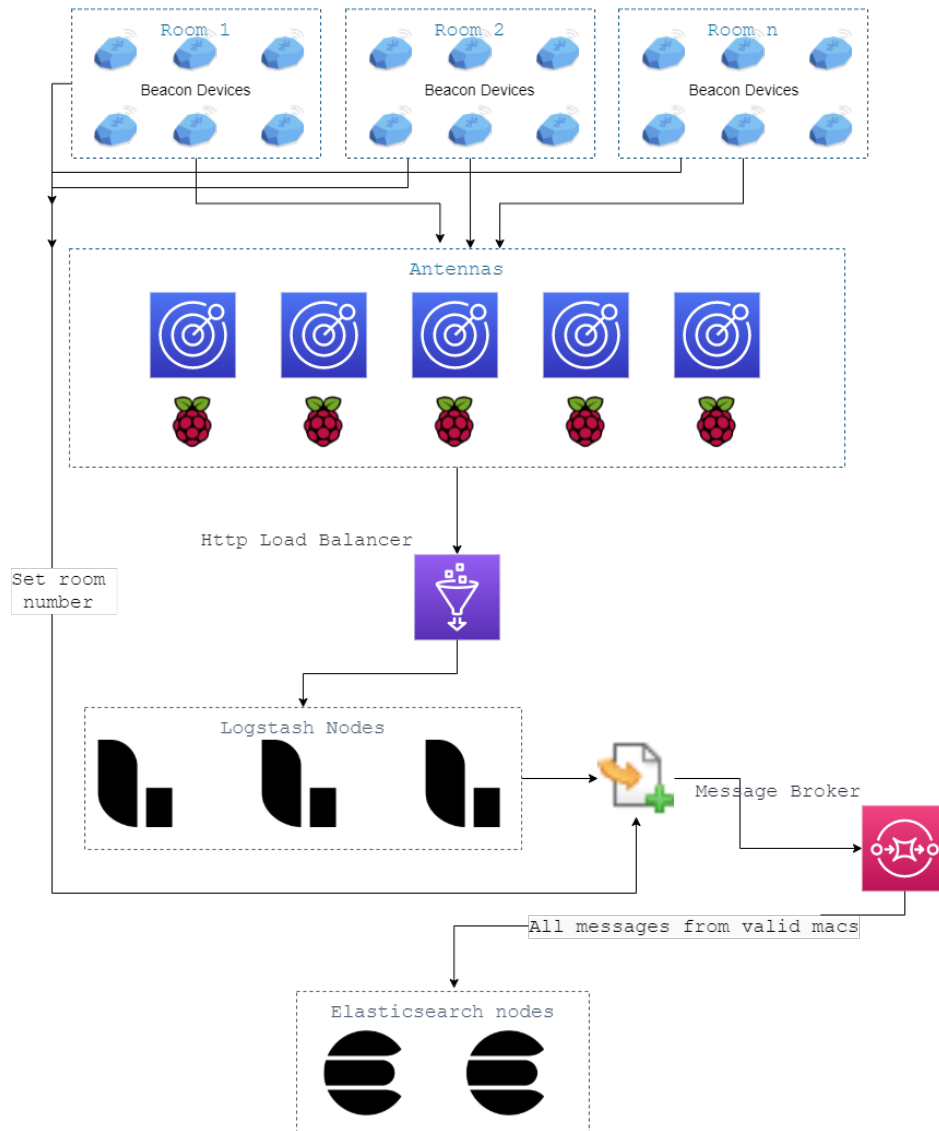 Room 1
Room 2
Room n
Beacon Devices
Beacon Devices
Beacon Devices
Antennas
Http Load Balancer
Set room
number
Logstash Nodes
Message Broker
All messages from valid macs
Elasticsearch nodes